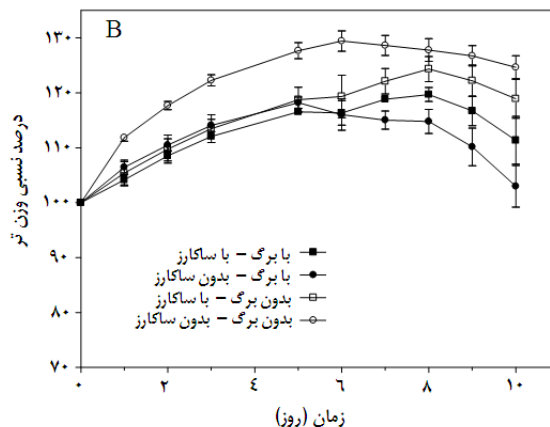 B
۱۳۰
۱۲۰
۱۱۰
۱۰۰
۹۰
۸۰
۷۰
درصد نسبی وزن تر
با برگ – با ساکارز
با برگ – بدون ساکارز
بدون برگ – با ساکارز
بدون برگ – بدون ساکارز
۰ ۲ ٤ ۶ ۸ ۱۰
زمان (روز)